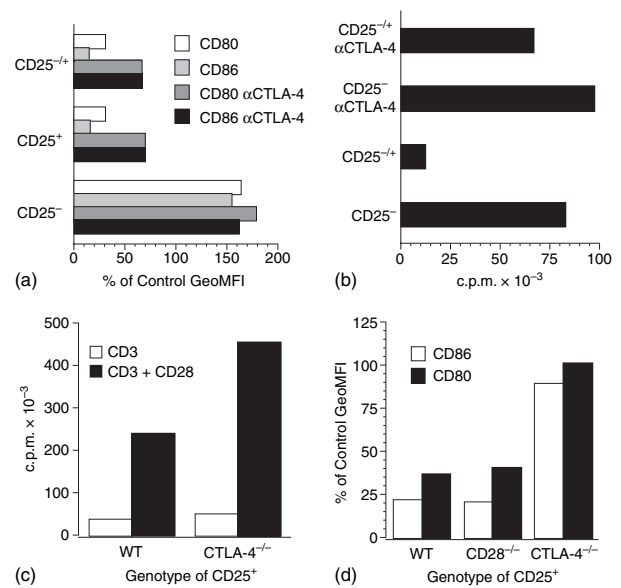 CD25⁻/⁺
CD25⁺
CD25⁻
CD80
CD86
CD80 αCTLA-4
CD86 αCTLA-4
0 50 100 150 200
% of Control GeoMFI
(a)
CD25⁻/⁺
αCTLA-4
CD25⁻
αCTLA-4
CD25⁻/⁺
CD25⁻
0 25 50 75 100
c.p.m. × 10⁻³
(b)
500
400
300
200
100
0
c.p.m. × 10⁻³
CD3
CD3 + CD28
WT CTLA-4⁻/⁻
Genotype of CD25⁺
(c)
125
100
75
50
25
0
% of Control GeoMFI
CD86
CD80
WT CD28⁻/⁻ CTLA-4⁻/⁻
Genotype of CD25⁺
(d)